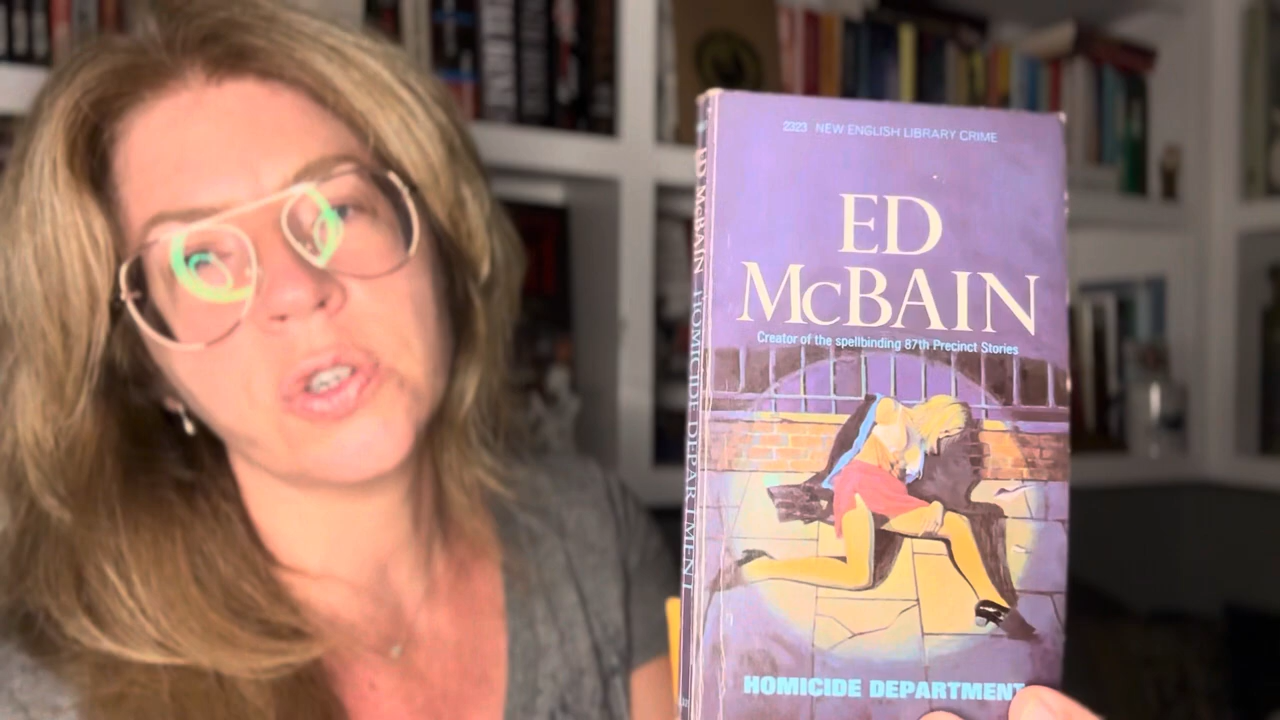 2323 NEW ENGLISH LIBRARY CRIME
ED
McBAIN
Creator of the spellbinding 87th Precinct Stories
HOMICIDE DEPARTMENT
ED McBAIN HOMICIDE DEPARTMENT